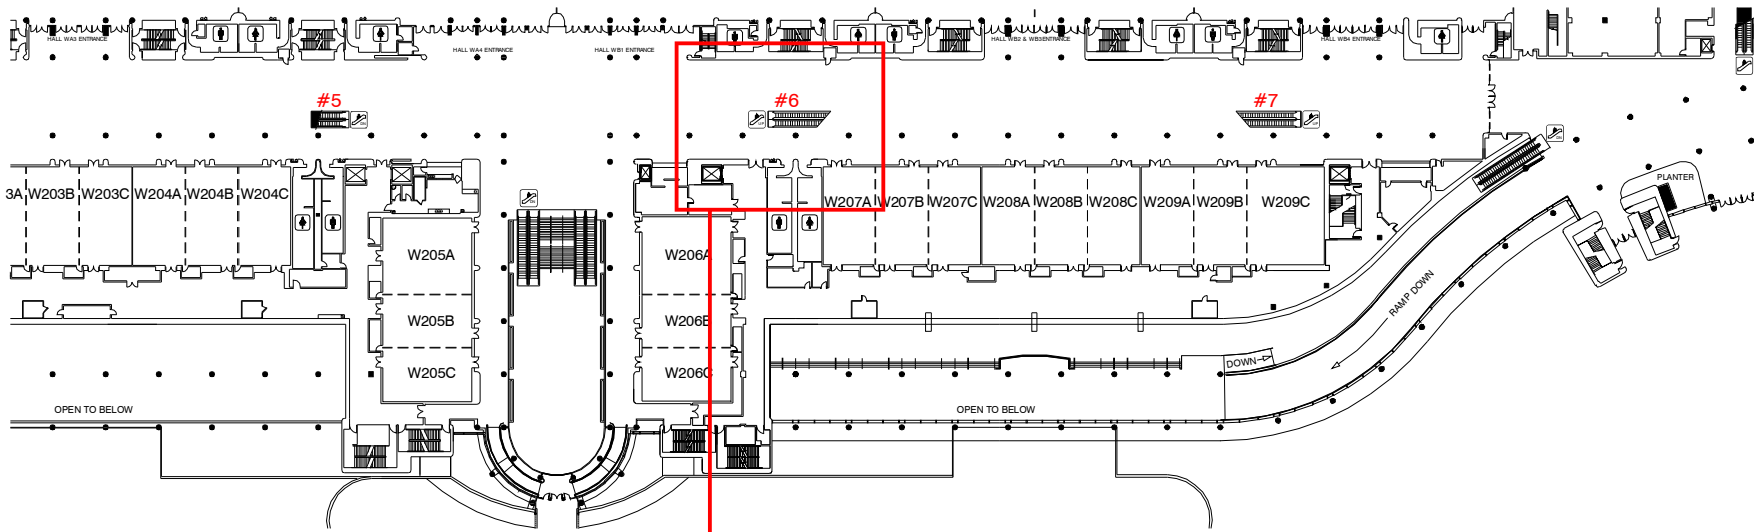 HALL WA3 ENTRANCE
HALL WA4 ENTRANCE
HALL WB1 ENTRANCE
HALL WB2 & WB3ENTRANCE
HALL WB4 ENTRANCE
#5
#6
#7
UP
3A W203B W203C W204A W204B W204C
W207A W207B W207C W208A W208B W208C W209A W209B W209C
PLANTER
W205A
W206A
W205B
W206B
W205C
W206C
RAMP DOWN
DOWN
OPEN TO BELOW
OPEN TO BELOW